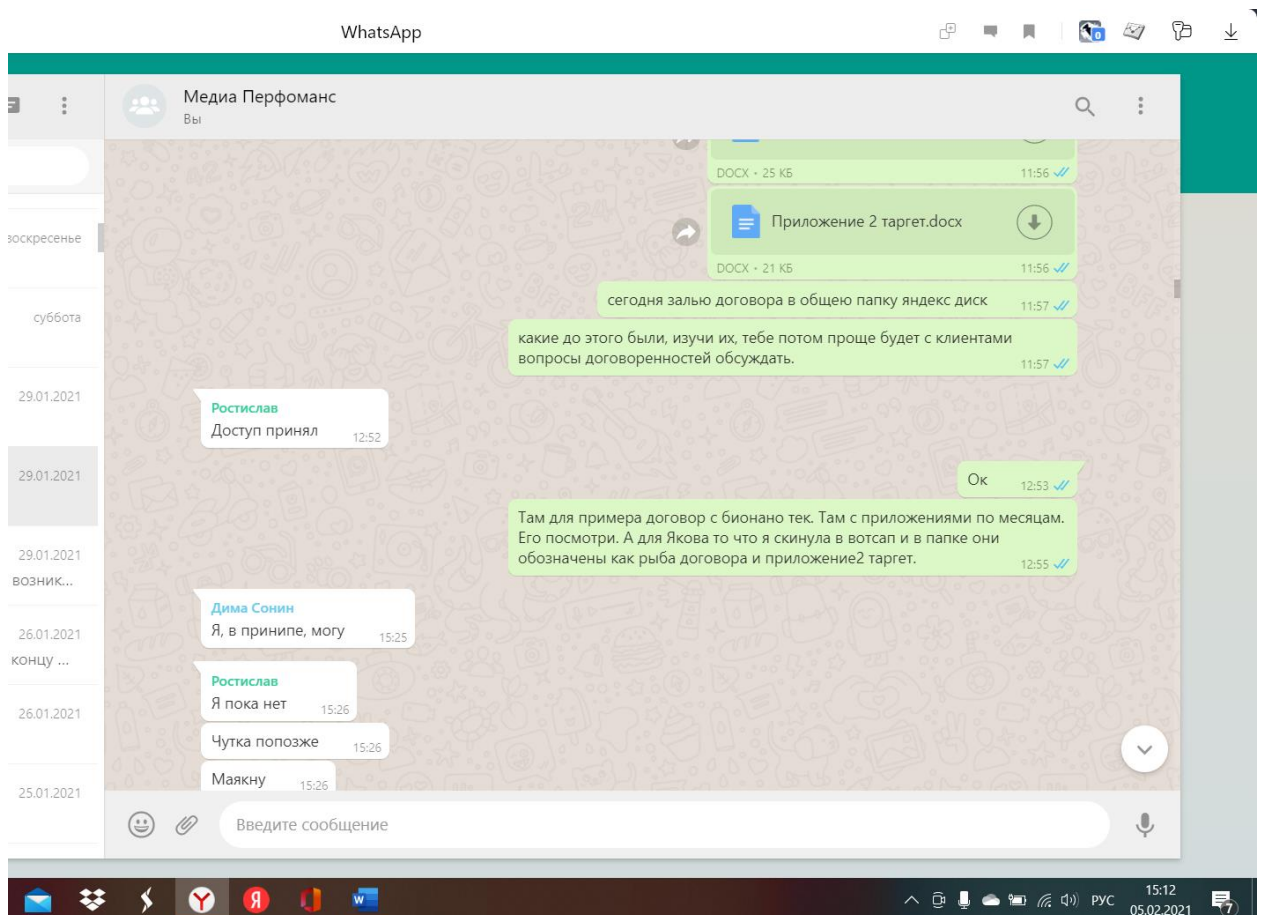 WhatsApp
Медиа Перфоманс
Вы
DOCX • 25 КБ
11:56
Приложение 2 таргет.docx
DOCX • 21 КБ
11:56
сегодня залью договора в общею папку яндекс диск
11:57
какие до этого были, изучи их, тебе потом проще будет с клиентами
вопросы договоренностей обсуждать.
11:57
Ростислав
Доступ принял
12:52
Ок
12:53
Там для примера договор с бионано тек. Там с приложениями по месяцам.
Его посмотри. А для Якова то что я скинула в вотсап и в папке они
обозначены как рыба договора и приложение2 таргет.
12:55
Дима Сонин
Я, в принипе, могу
15:25
Ростислав
Я пока нет
15:26
Чутка попозже
15:26
Маякну
15:26
Введите сообщение
воскресенье
суббота
29.01.2021
29.01.2021
29.01.2021
возник...
26.01.2021
концу ...
26.01.2021
25.01.2021
РУС
15:12
05.02.2021
7